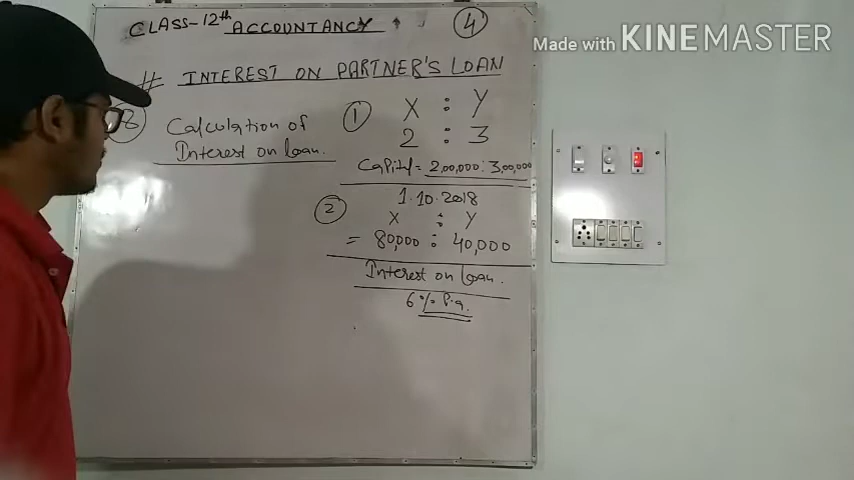 CLASS-12th ACCOUNTANCY
4
Made with KINEMASTER
# INTEREST ON PARTNER'S LOAN
8
Calculation of
Interest on loan.
1 X : Y
2 : 3
Capital = 2,00,000 : 3,00,000
1.10.2018
2 X : Y
= 80,000 : 40,000
Interest on loan.
6% P.a.